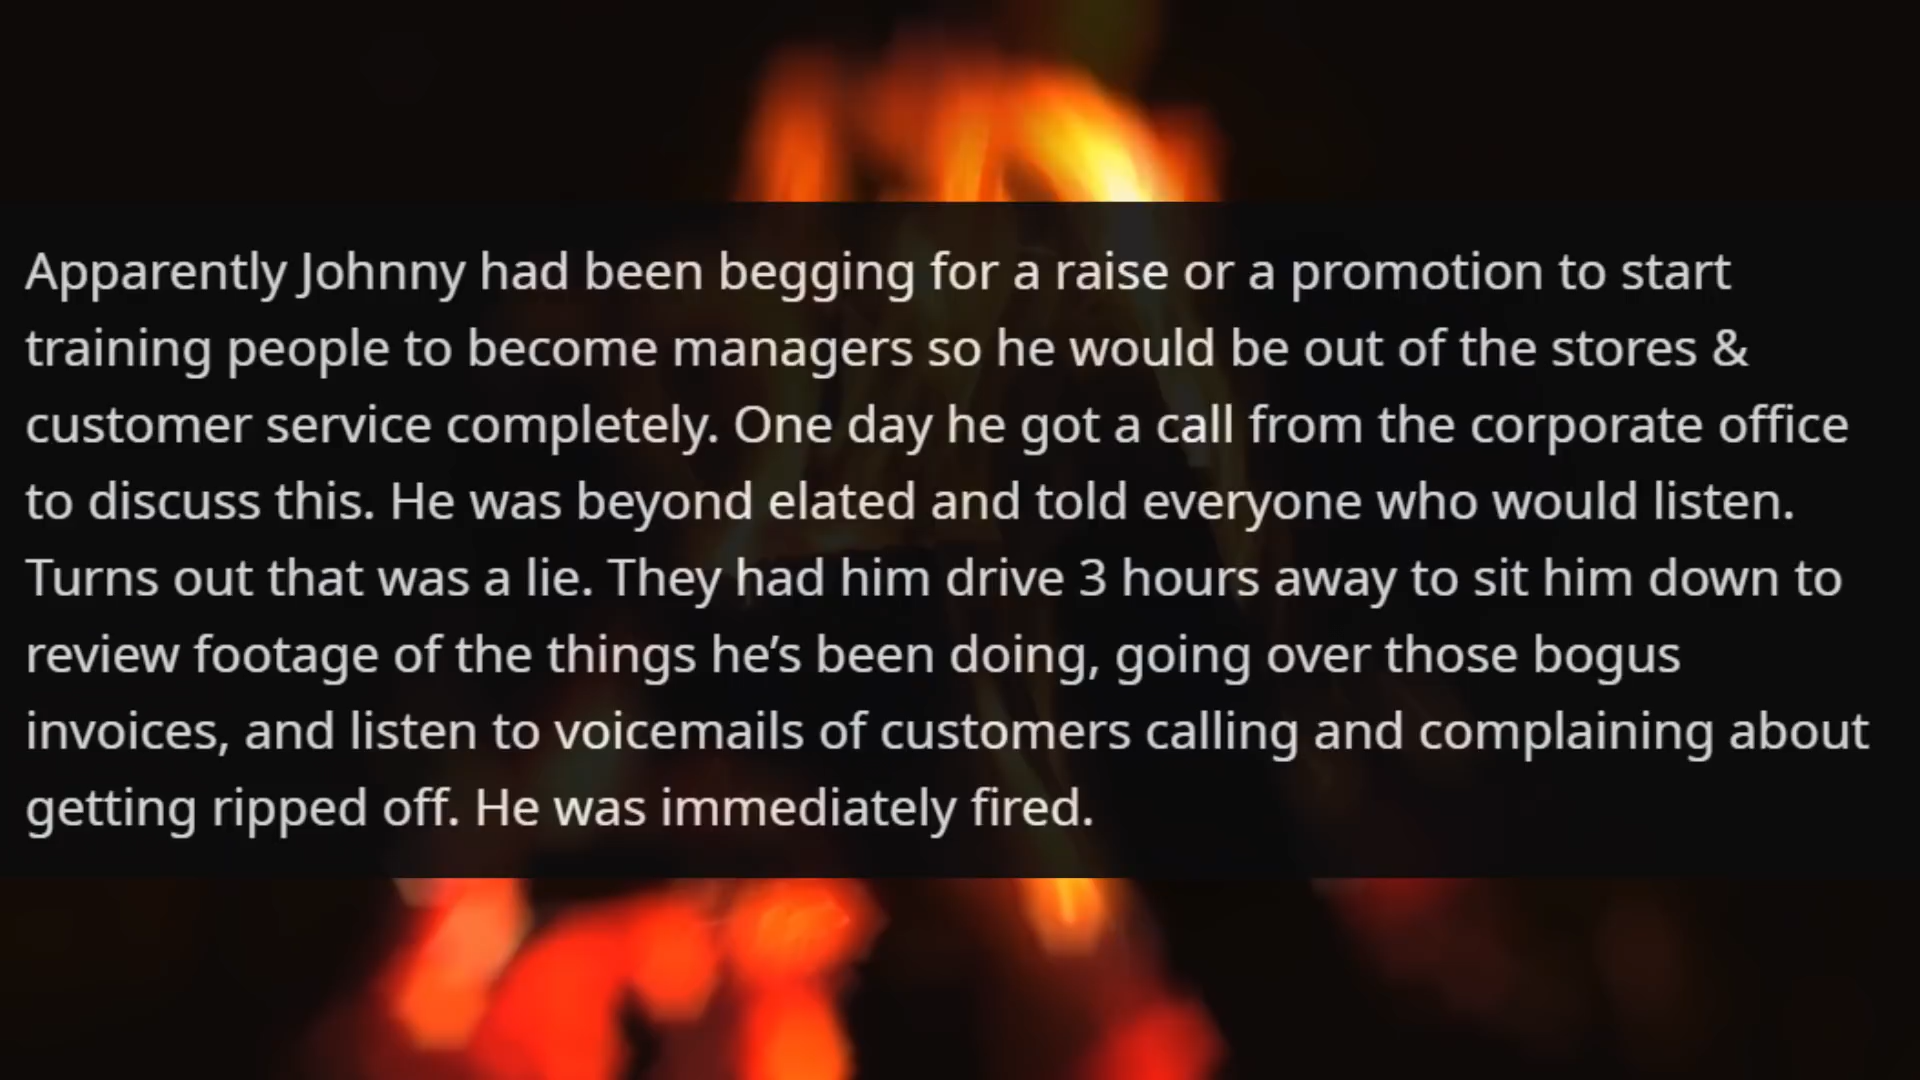 Apparently Johnny had been begging for a raise or a promotion to start
training people to become managers so he would be out of the stores &
customer service completely. One day he got a call from the corporate office
to discuss this. He was beyond elated and told everyone who would listen.
Turns out that was a lie. They had him drive 3 hours away to sit him down to
review footage of the things he’s been doing, going over those bogus
invoices, and listen to voicemails of customers calling and complaining about
getting ripped off. He was immediately fired.